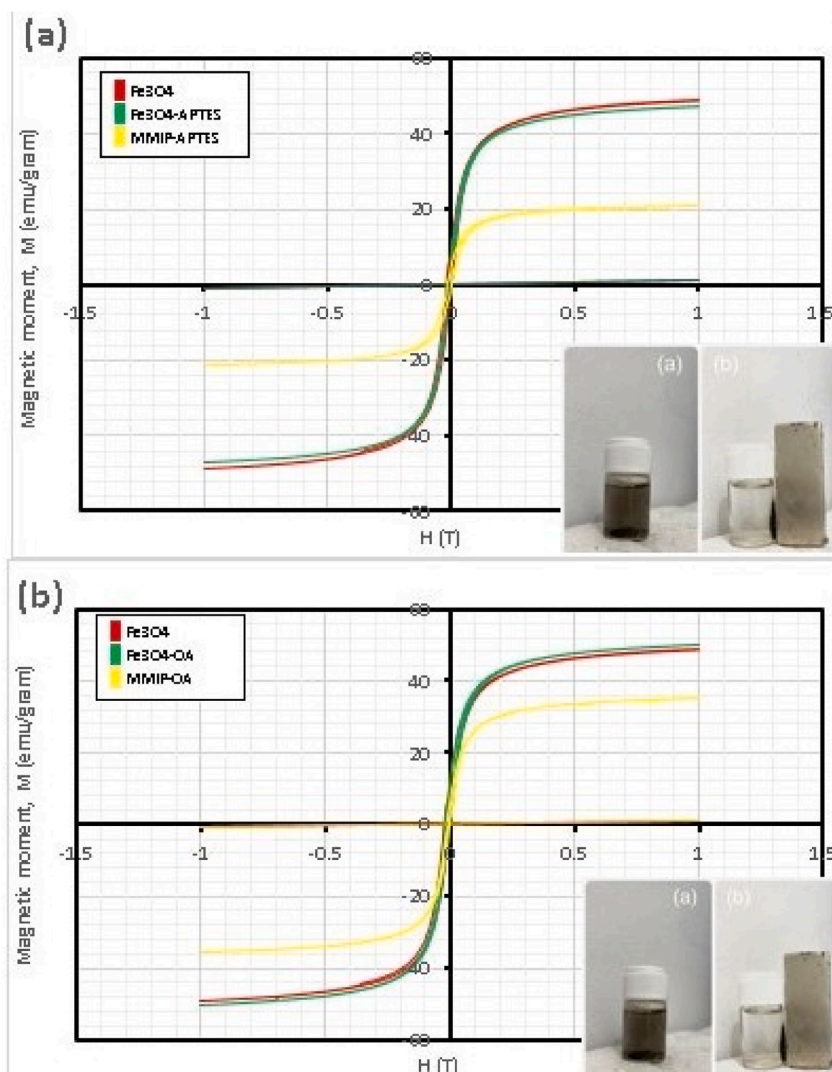 (a)
60
Fe3O4
Fe3O4-APTES
MMIP-APTES
40
20
0
-1.5 -1 -0.5 0 0.5 1 1.5
-20
-40
-60
Magnetic moment, M (emu/gram)
H (T)
(a) (b)
(b)
60
Fe3O4
Fe3O4-OA
MMIP-OA
40
20
0
-1.5 -1 -0.5 0 0.5 1 1.5
-20
-40
-60
Magnetic moment, M (emu/gram)
H (T)
(a) (b)